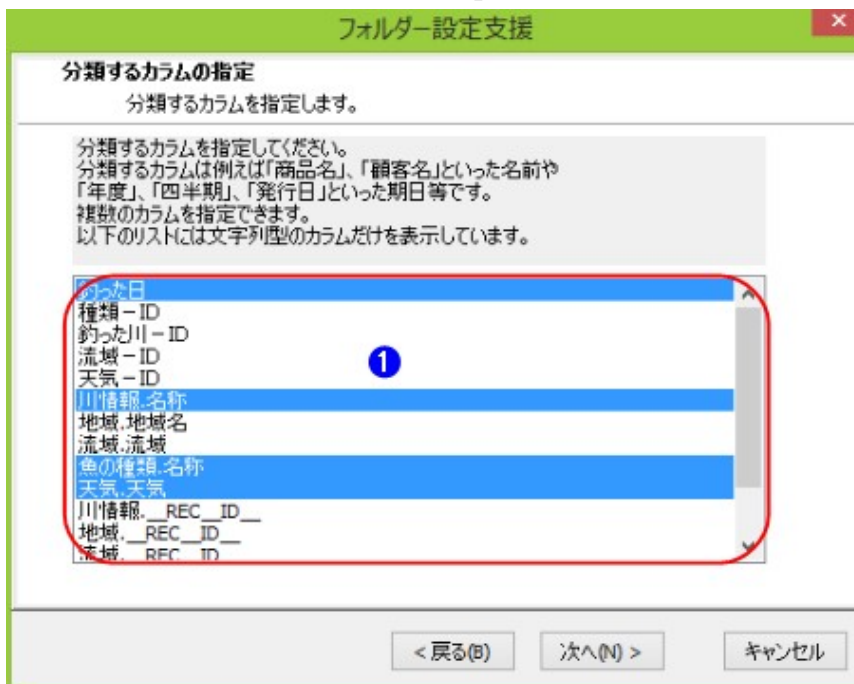 フォルダー設定支援
分類するカラムの指定
分類するカラムを指定します。
分類するカラムを指定してください。
分類するカラムは例えば「商品名」、「顧客名」といった名前や
「年度」、「四半期」、「発行日」といった期日等です。
複数のカラムを指定できます。
以下のリストには文字列型のカラムだけを表示しています。
釣った日
種類－ID
釣った川－ID
流域－ID
天気－ID
1
川情報.名称
地域.地域名
流域.流域
魚の種類.名称
天気.天気
川情報.__REC__ID__
地域.__REC__ID__
流域.__REC__ID__
< 戻る(B)
次へ(N) >
キャンセル